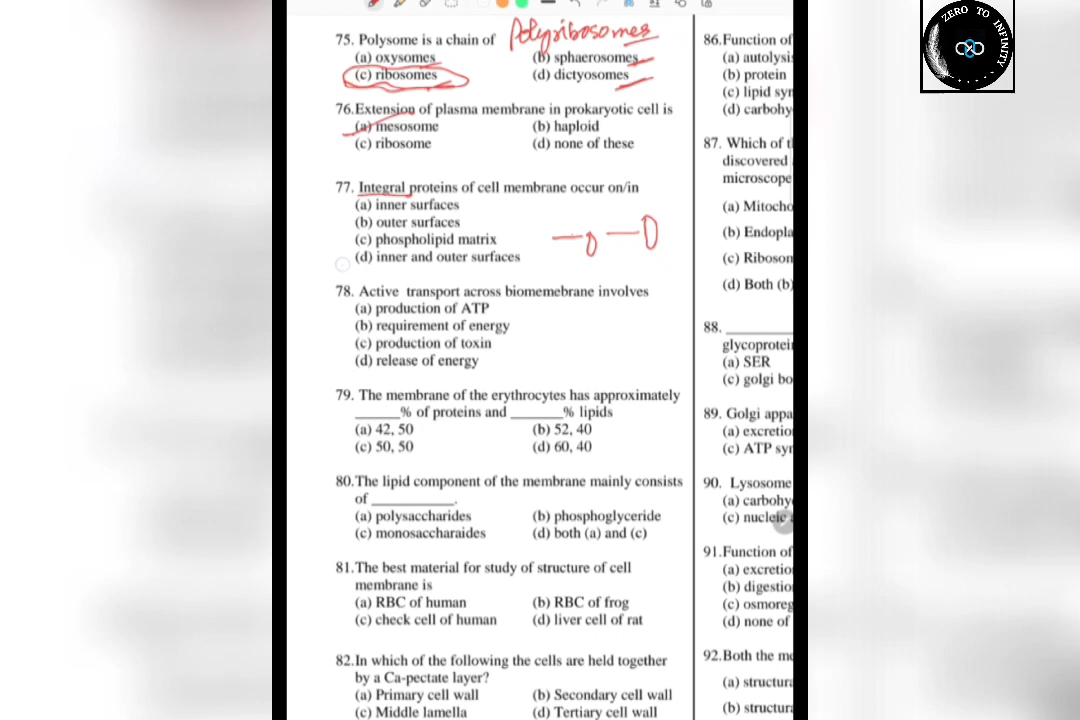 ZERO TO INFINITY
Polyribosomes
75. Polysome is a chain of
(a) oxysomes (b) sphaerosomes
(c) ribosomes (d) dictyosomes
76.Extension of plasma membrane in prokaryotic cell is
(a) mesosome (b) haploid
(c) ribosome (d) none of these
77. Integral proteins of cell membrane occur on/in
(a) inner surfaces
(b) outer surfaces
(c) phospholipid matrix
(d) inner and outer surfaces
78. Active transport across biomemebrane involves
(a) production of ATP
(b) requirement of energy
(c) production of toxin
(d) release of energy
79. The membrane of the erythrocytes has approximately
______% of proteins and _______% lipids
(a) 42, 50 (b) 52, 40
(c) 50, 50 (d) 60, 40
80.The lipid component of the membrane mainly consists
of ___________.
(a) polysaccharides (b) phosphoglyceride
(c) monosaccharaides (d) both (a) and (c)
81.The best material for study of structure of cell
membrane is
(a) RBC of human (b) RBC of frog
(c) check cell of human (d) liver cell of rat
82.In which of the following the cells are held together
by a Ca-pectate layer?
(a) Primary cell wall (b) Secondary cell wall
(c) Middle lamella (d) Tertiary cell wall
86.Function of
(a) autolysi
(b) protein
(c) lipid syn
(d) carbohy
87. Which of t
discovered
microscope
(a) Mitocho
(b) Endopla
(c) Riboson
(d) Both (b)
88. _________
glycoprotei
(a) SER
(c) golgi bo
89. Golgi appa
(a) excretio
(c) ATP syn
90. Lysosome
(a) carbohy
(c) nucleic
91.Function of
(a) excretio
(b) digestio
(c) osmoreg
(d) none of
92.Both the me
(a) structura
(b) structura